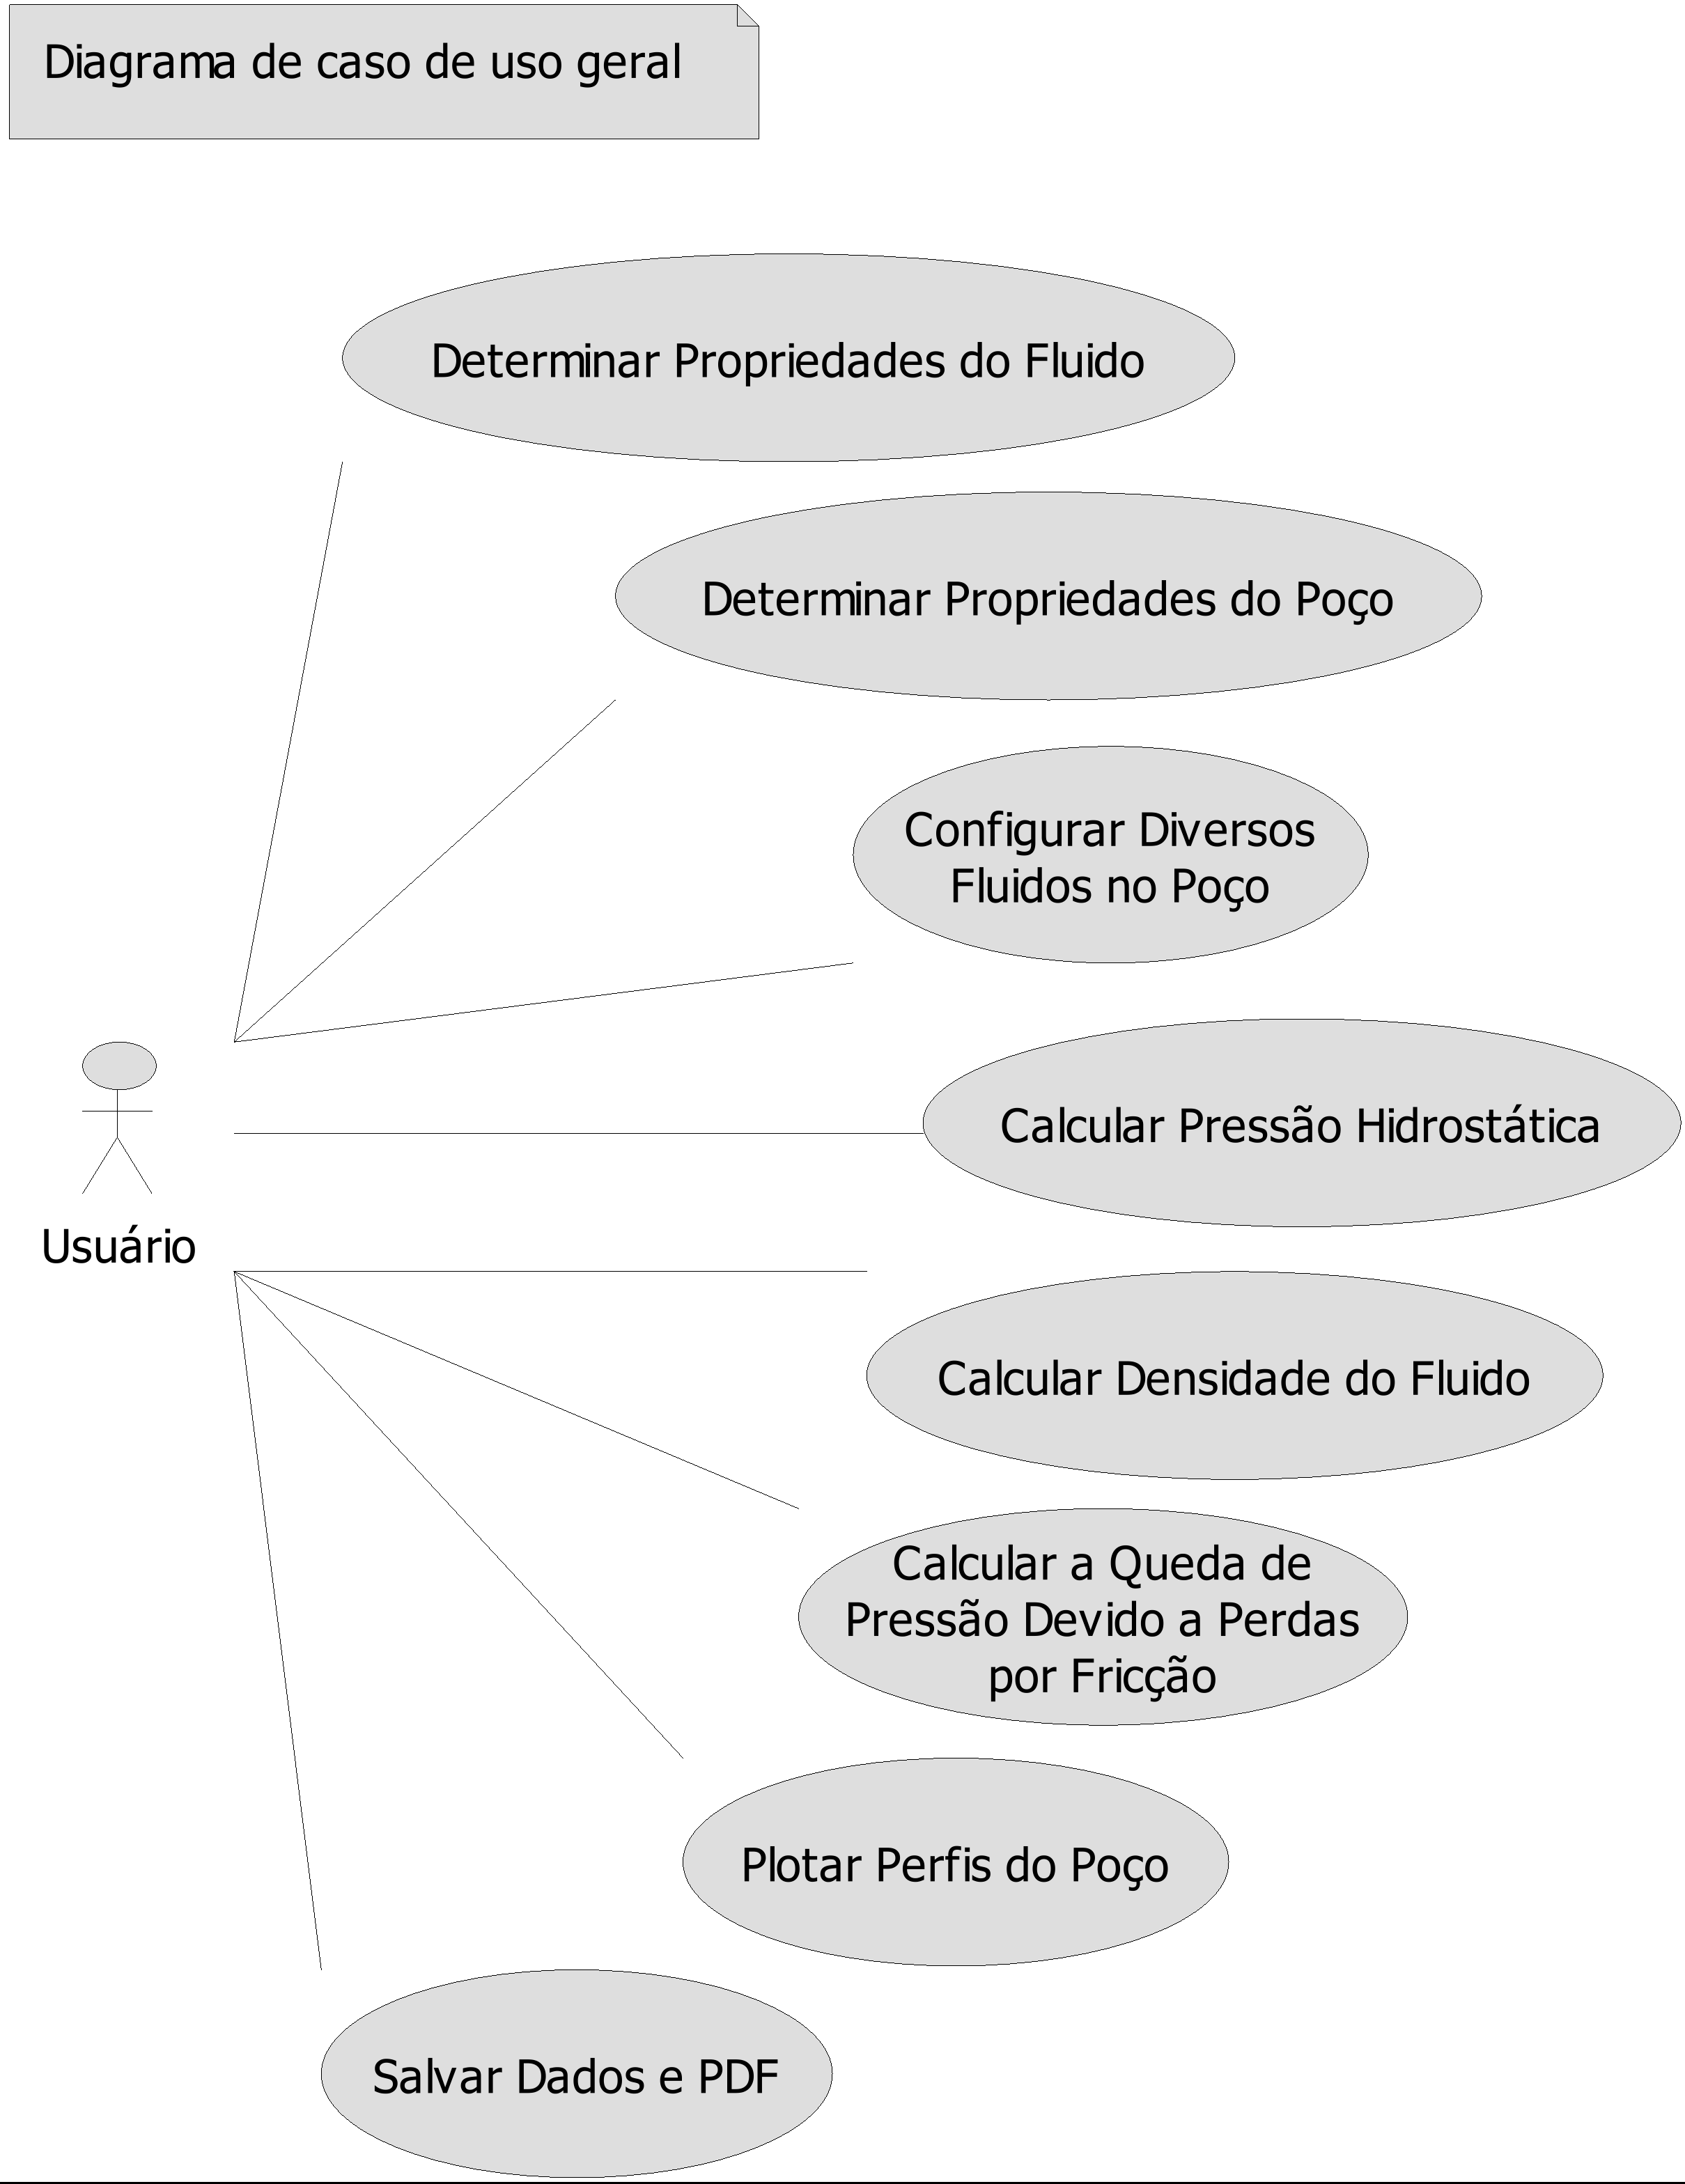 Diagrama de caso de uso geral
Determinar Propriedades do Fluido
Determinar Propriedades do Poço
Configurar Diversos
Fluidos no Poço
Calcular Pressão Hidrostática
Usuário
Calcular Densidade do Fluido
Calcular a Queda de
Pressão Devido a Perdas
por Fricção
Plotar Perfis do Poço
Salvar Dados e PDF